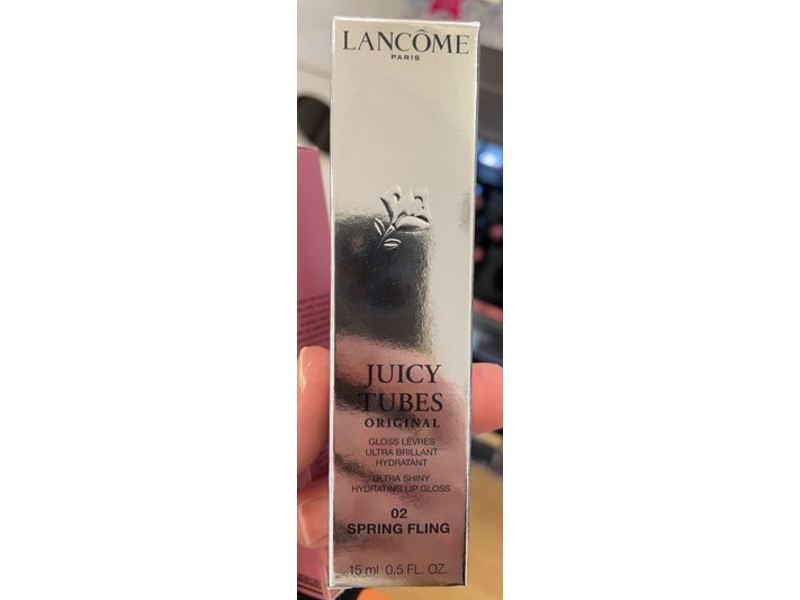 LANCÔME
PARIS
JUICY
TUBES
ORIGINAL
GLOSS LÈVRES
ULTRA BRILLANT
HYDRATANT
ULTRA SHINY
HYDRATING LIP GLOSS
02
SPRING FLING
15 ml 0.5 FL. OZ.